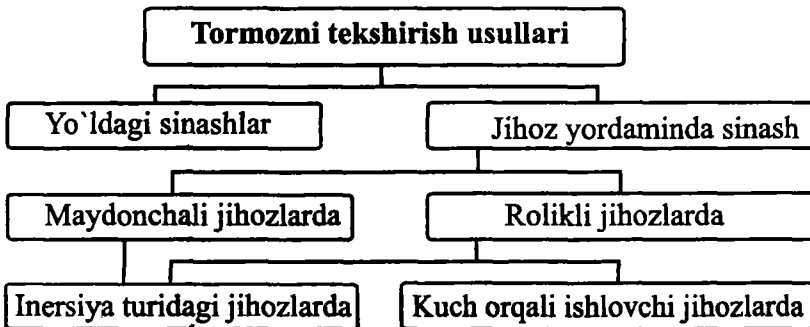 Tormozni tekshirish usullari
Yo`ldagi sinashlar
Jihoz yordaminda sinash
Maydonchali jihozlarda
Rolikli jihozlarda
Inersiya turidagi jihozlarda
Kuch orqali ishlovchi jihozlarda